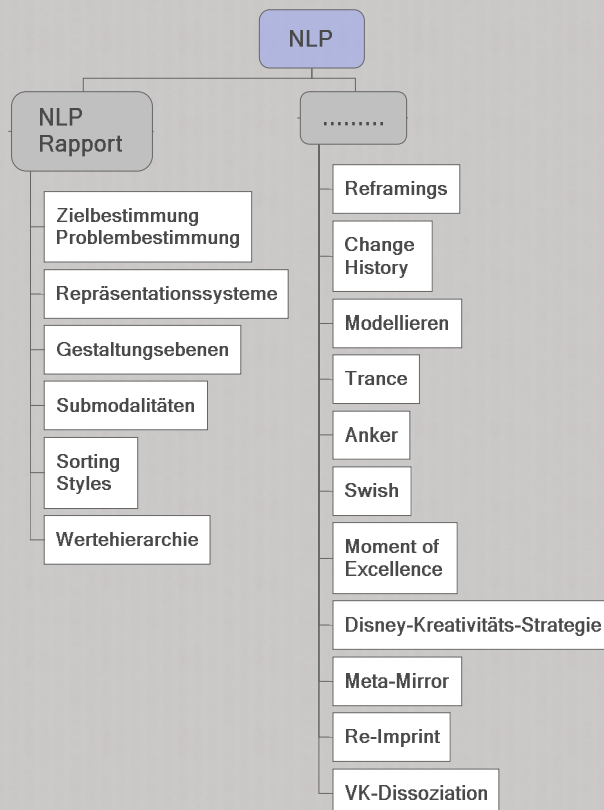 NLP
NLP
Rapport
Zielbestimmung
Problembestimmung
Repräsentationssysteme
Gestaltungsebenen
Submodalitäten
Sorting
Styles
Wertehierarchie
.........
Reframings
Change
History
Modellieren
Trance
Anker
Swish
Moment of
Excellence
Disney-Kreativitäts-Strategie
Meta-Mirror
Re-Imprint
VK-Dissoziation